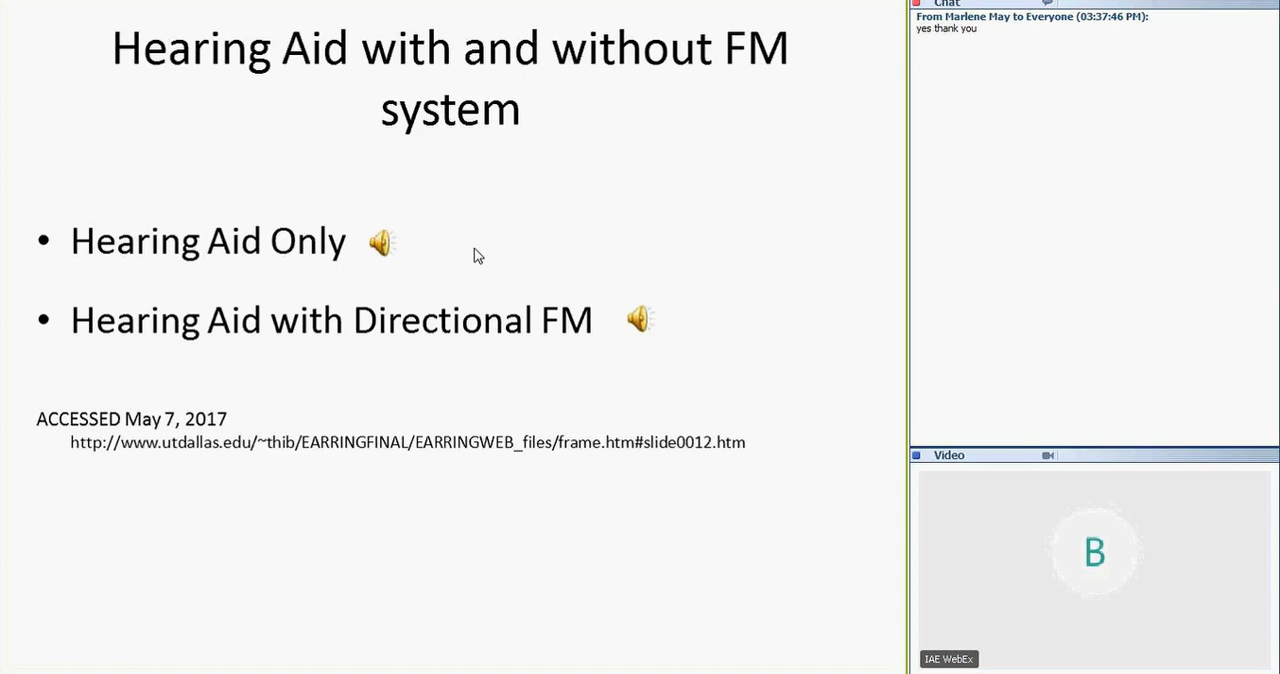 Hearing Aid with and without FM
system
• Hearing Aid Only
• Hearing Aid with Directional FM
ACCESSED May 7, 2017
http://www.utdallas.edu/~thib/EARRINGFINAL/EARRINGWEB_files/frame.htm#slide0012.htm
Chat
From Marlene May to Everyone (03:37:46 PM):
yes thank you
Video
B
IAE WebEx